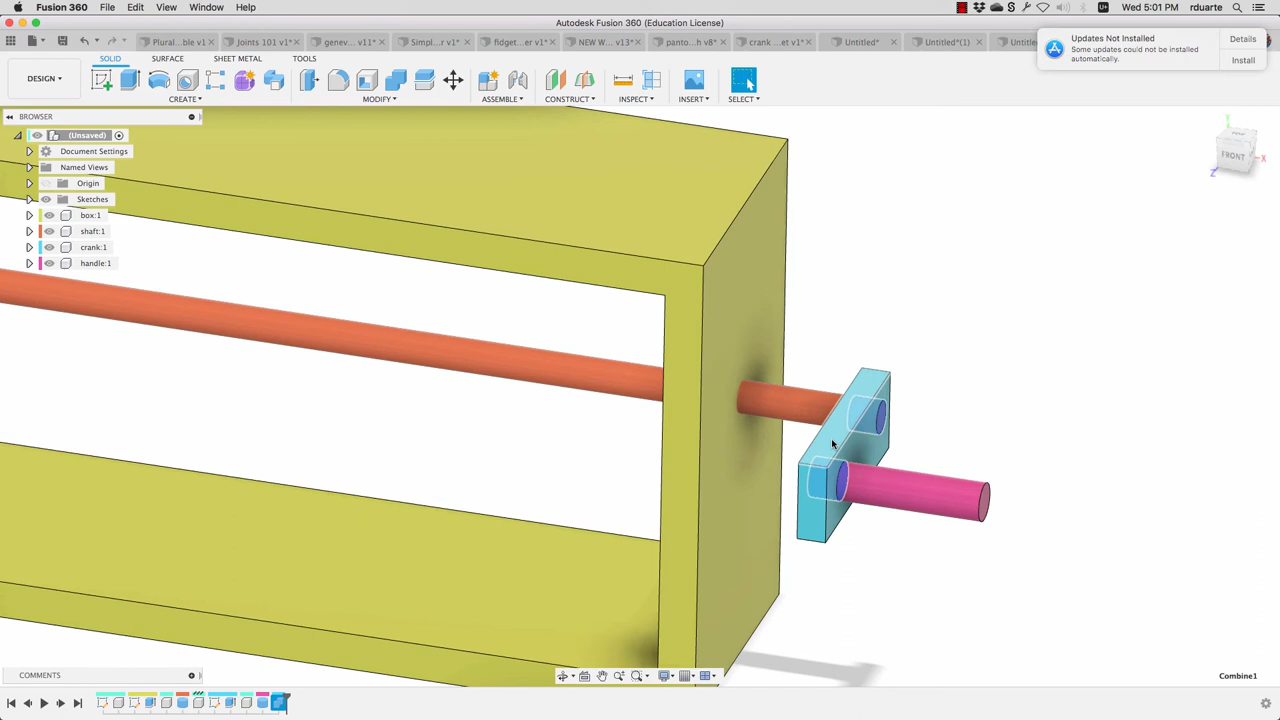 Fusion 360 File Edit View Window Help
U+ Wed 5:01 PM rduarte
Autodesk Fusion 360 (Education License)
Plural...ble v1 Joints 101 v1* genev... v11* Simpl...r v1* fidget...er v1* NEW W... v13* panto...h v8* crank ...et v1* Untitled* Untitled*(1) Untitle
Updates Not Installed
Some updates could not be installed
automatically.
Details
Install
SOLID SURFACE SHEET METAL TOOLS
DESIGN
CREATE MODIFY ASSEMBLE CONSTRUCT INSPECT INSERT SELECT
BROWSER
(Unsaved)
Document Settings
Named Views
Origin
Sketches
box:1
shaft:1
crank:1
handle:1
TOP
FRONT
Y
X
Z
COMMENTS
Combine1